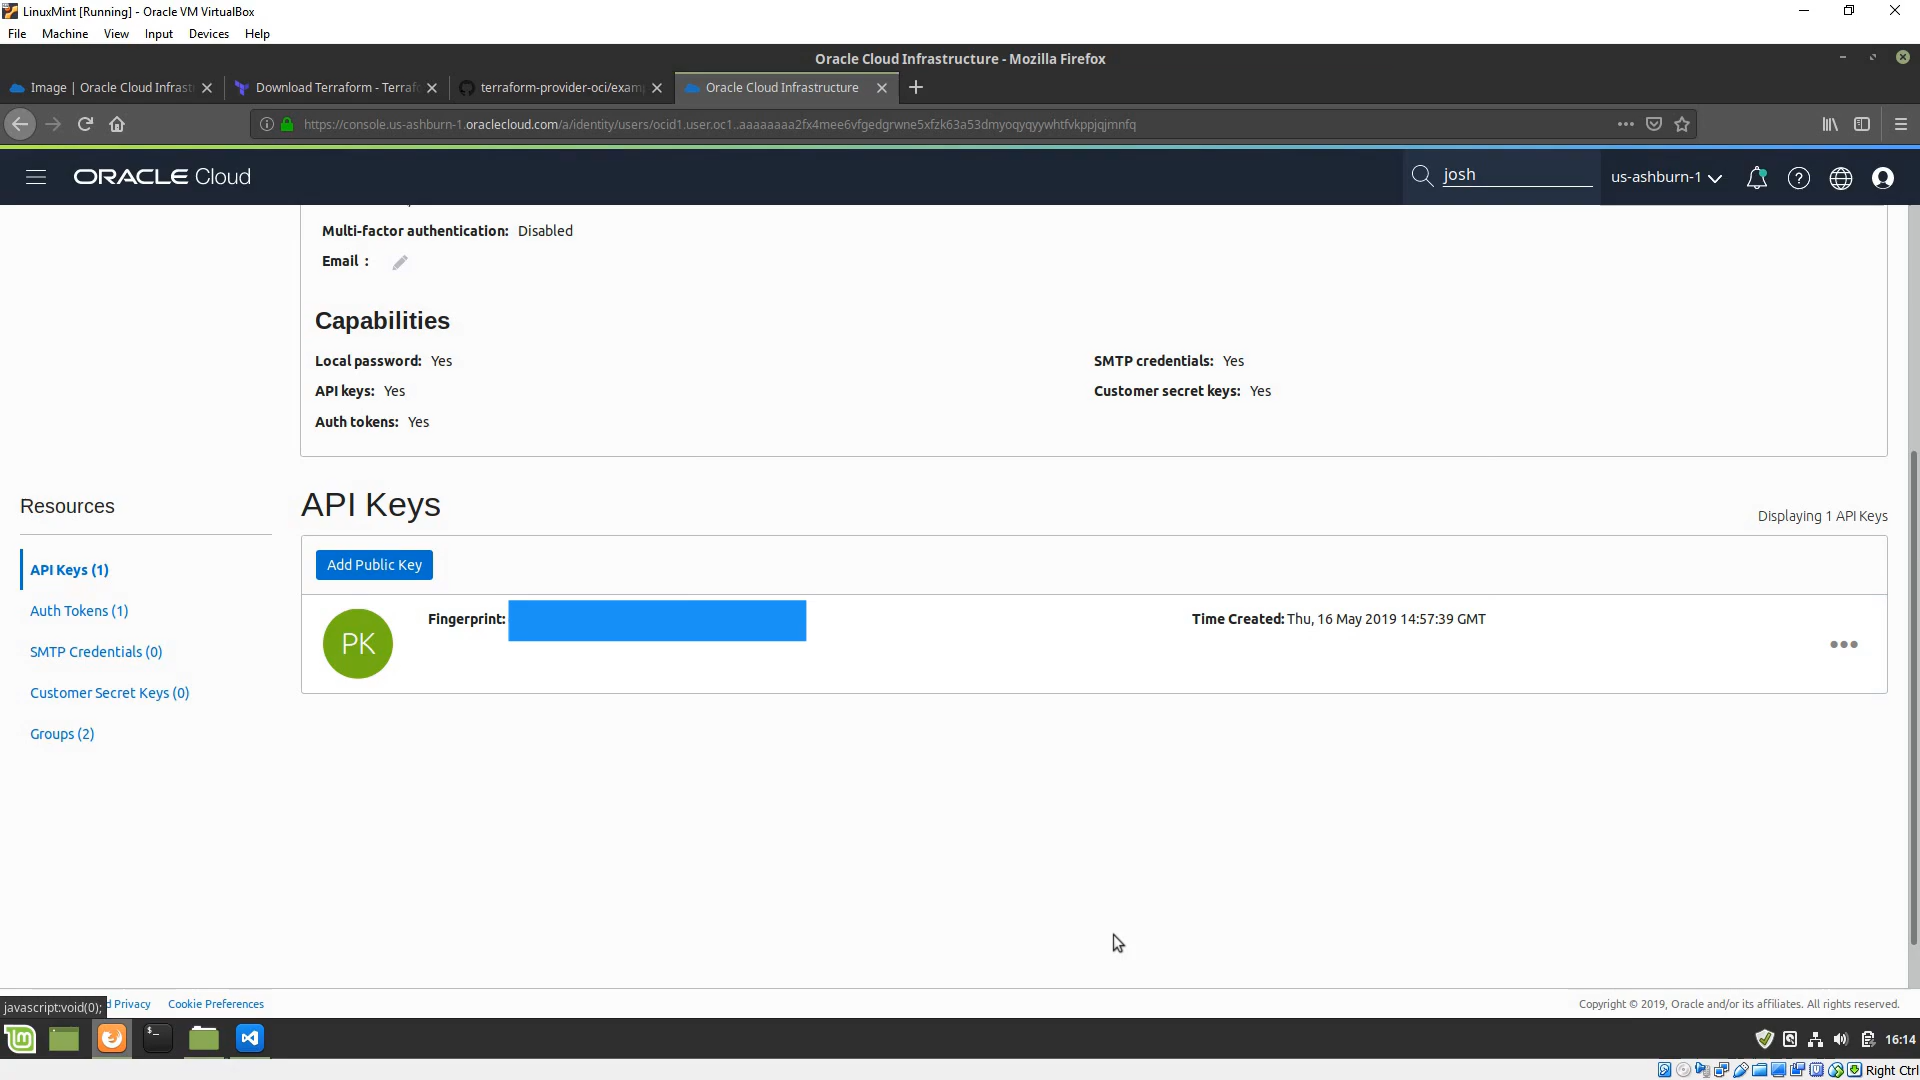 LinuxMint [Running] - Oracle VM VirtualBox
File Machine View Input Devices Help
Oracle Cloud Infrastructure - Mozilla Firefox
Image | Oracle Cloud Infrast
Download Terraform - Terraf
terraform-provider-oci/exam
Oracle Cloud Infrastructure
https://console.us-ashburn-1.oraclecloud.com/a/identity/users/ocid1.user.oc1..aaaaaaaa2fx4mee6vfgedgrwne5xfzk63a53dmyoqyqyywhtfvkppjqjmnfq
ORACLE Cloud
josh
us-ashburn-1
Multi-factor authentication: Disabled
Email :
Capabilities
Local password: Yes
SMTP credentials: Yes
API keys: Yes
Customer secret keys: Yes
Auth tokens: Yes
Resources
API Keys
Displaying 1 API Keys
API Keys (1)
Add Public Key
Auth Tokens (1)
PK
Fingerprint:
Time Created: Thu, 16 May 2019 14:57:39 GMT
SMTP Credentials (0)
Customer Secret Keys (0)
Groups (2)
javascript:void(0);
d Privacy
Cookie Preferences
Copyright © 2019, Oracle and/or its affiliates. All rights reserved.
16:14
Right Ctrl